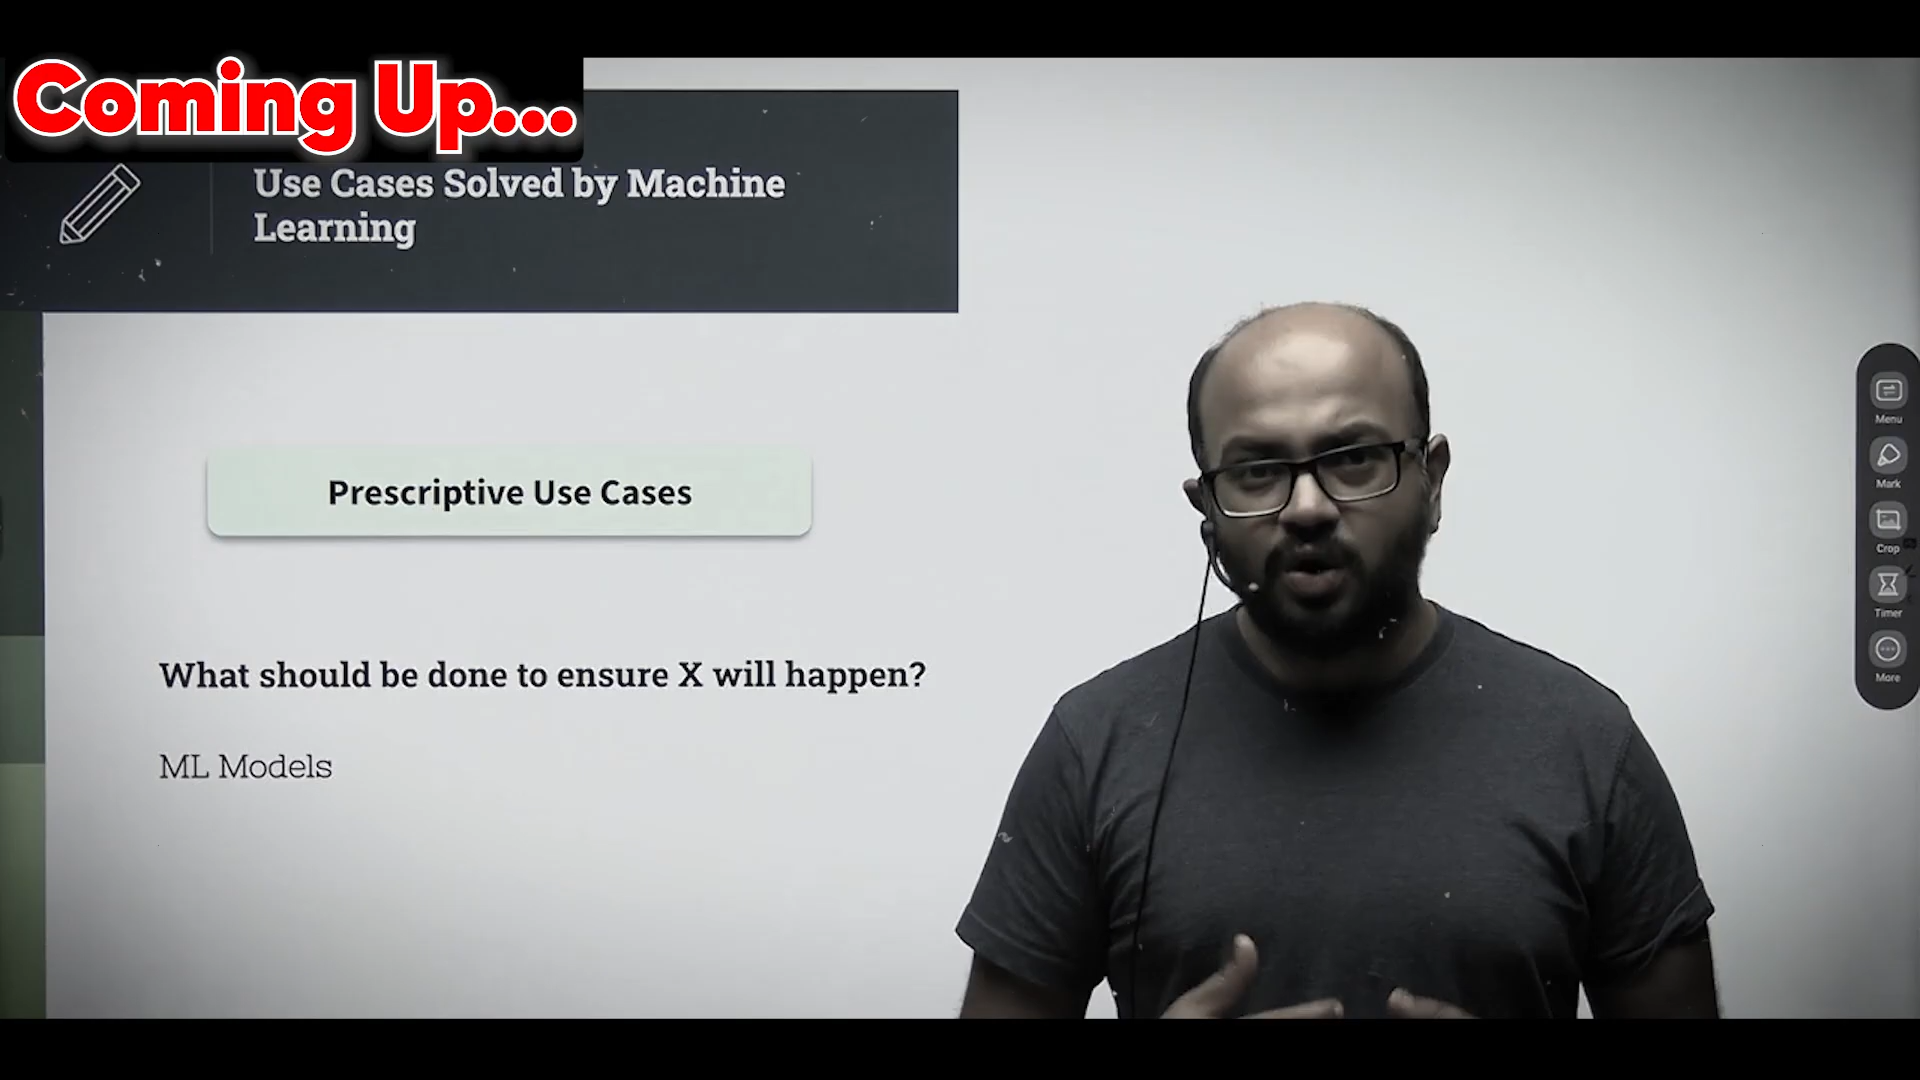 Coming Up...
Use Cases Solved by Machine
Learning
Prescriptive Use Cases
What should be done to ensure X will happen?
ML Models
Menu
Mark
Crop
Timer
More